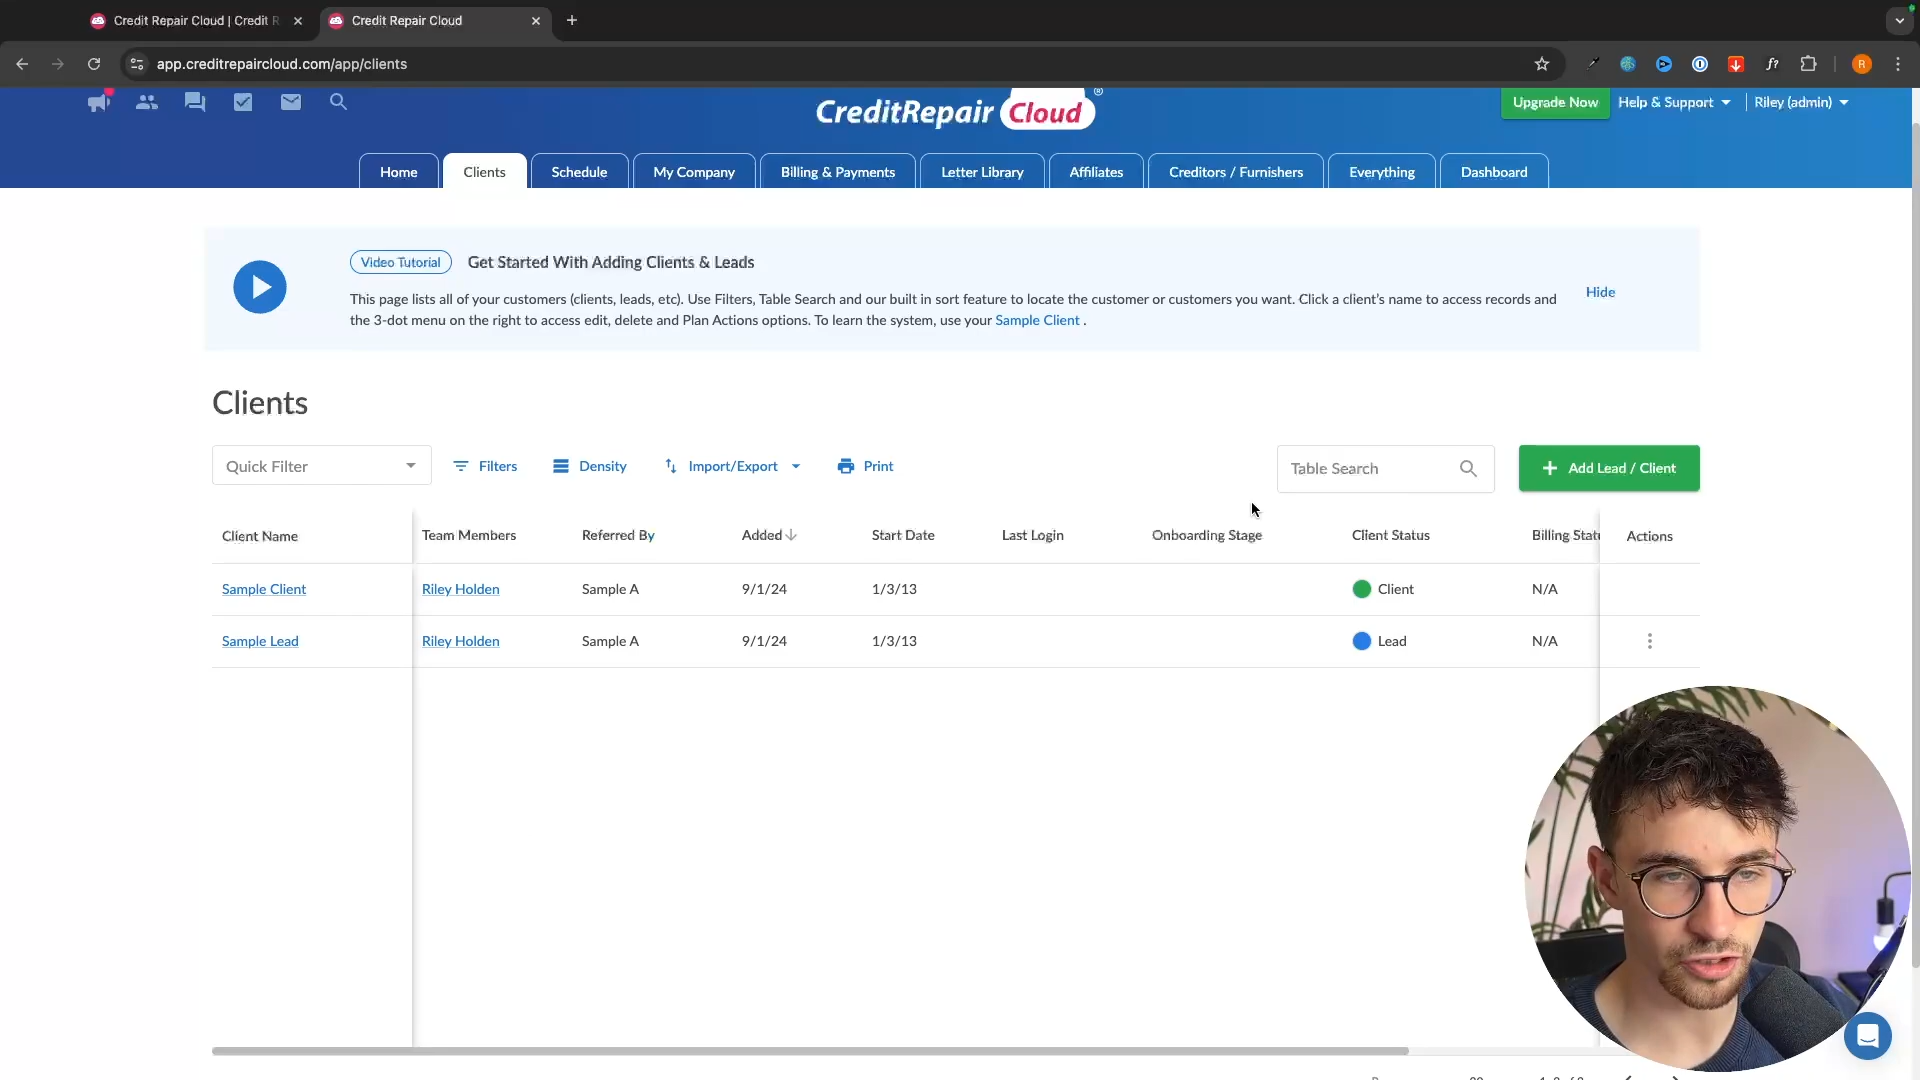 Credit Repair Cloud | Credit R
Credit Repair Cloud
app.creditrepaircloud.com/app/clients
CreditRepair Cloud®
Upgrade Now
Help & Support
Riley (admin)
Home
Clients
Schedule
My Company
Billing & Payments
Letter Library
Affiliates
Creditors / Furnishers
Everything
Dashboard
Video Tutorial
Get Started With Adding Clients & Leads
This page lists all of your customers (clients, leads, etc). Use Filters, Table Search and our built in sort feature to locate the customer or customers you want. Click a client's name to access records and
the 3-dot menu on the right to access edit, delete and Plan Actions options. To learn the system, use your Sample Client .
Hide
Clients
Quick Filter
Filters
Density
Import/Export
Print
Table Search
+ Add Lead / Client
Client Name
Team Members
Referred By
Added
Start Date
Last Login
Onboarding Stage
Client Status
Billing Stat
Actions
Sample Client
Riley Holden
Sample A
9/1/24
1/3/13
Client
N/A
Sample Lead
Riley Holden
Sample A
9/1/24
1/3/13
Lead
N/A